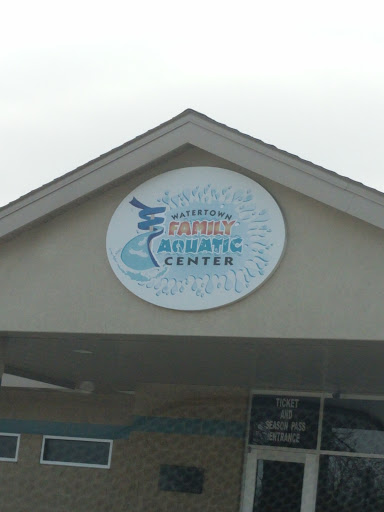 WATERTOWN
FAMILY
AQUATIC
CENTER
TICKET
AND
SEASON PASS
ENTRANCE